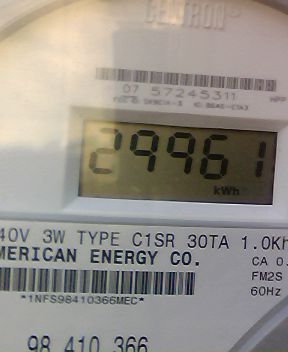 CENTRON®
07 57245311
29961
kWh
40V 3W TYPE C1SR 30TA 1.0Kh
MERICAN ENERGY CO.
CA 0.
FM2S
*1NFS98410366MEC*
60Hz
98 410 366